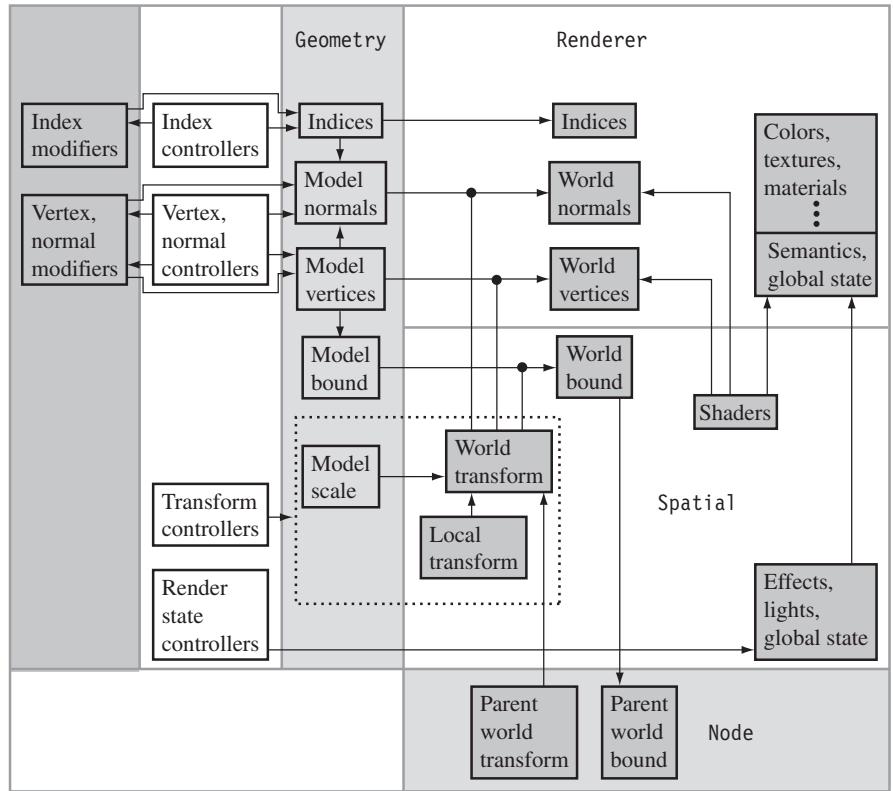 Geometry
Renderer
Index
modifiers
Index
controllers
Indices
Indices
Colors,
textures,
materials
Model
normals
World
normals
Vertex,
normal
modifiers
Vertex,
normal
controllers
Model
vertices
World
vertices
Semantics,
global state
Model
bound
World
bound
Shaders
Model
scale
World
transform
Transform
controllers
Spatial
Local
transform
Render
state
controllers
Effects,
lights,
global state
Parent
world
transform
Parent
world
bound
Node